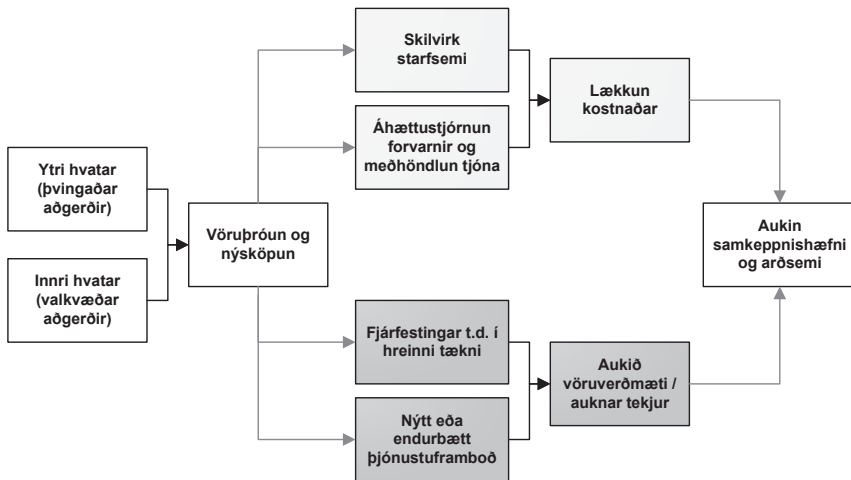 Ytri hvatar
(þvingaðar
aðgerðir)
Innri hvatar
(valkvæðar
aðgerðir)
Vöruþróun og
nýsköpun
Skilvirk
starfsemi
Áhættustjórnun
forvarnir og
meðhöndlun tjóna
Lækkun
kostnaðar
Fjárfestingar t.d. í
hreinni tækni
Nýtt eða
endurbætt
þjónustuframboð
Aukið
vöruverðmæti /
auknar tekjur
Aukin
samkeppnishæfni
og arðsemi